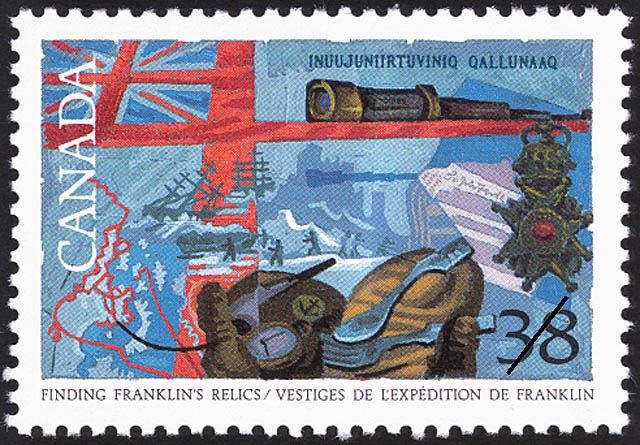 INUUJUNIIRTUVINIQ QALLUNAAQ
CANADA
38
FINDING FRANKLIN'S RELICS / VESTIGES DE L'EXPÉDITION DE FRANKLIN